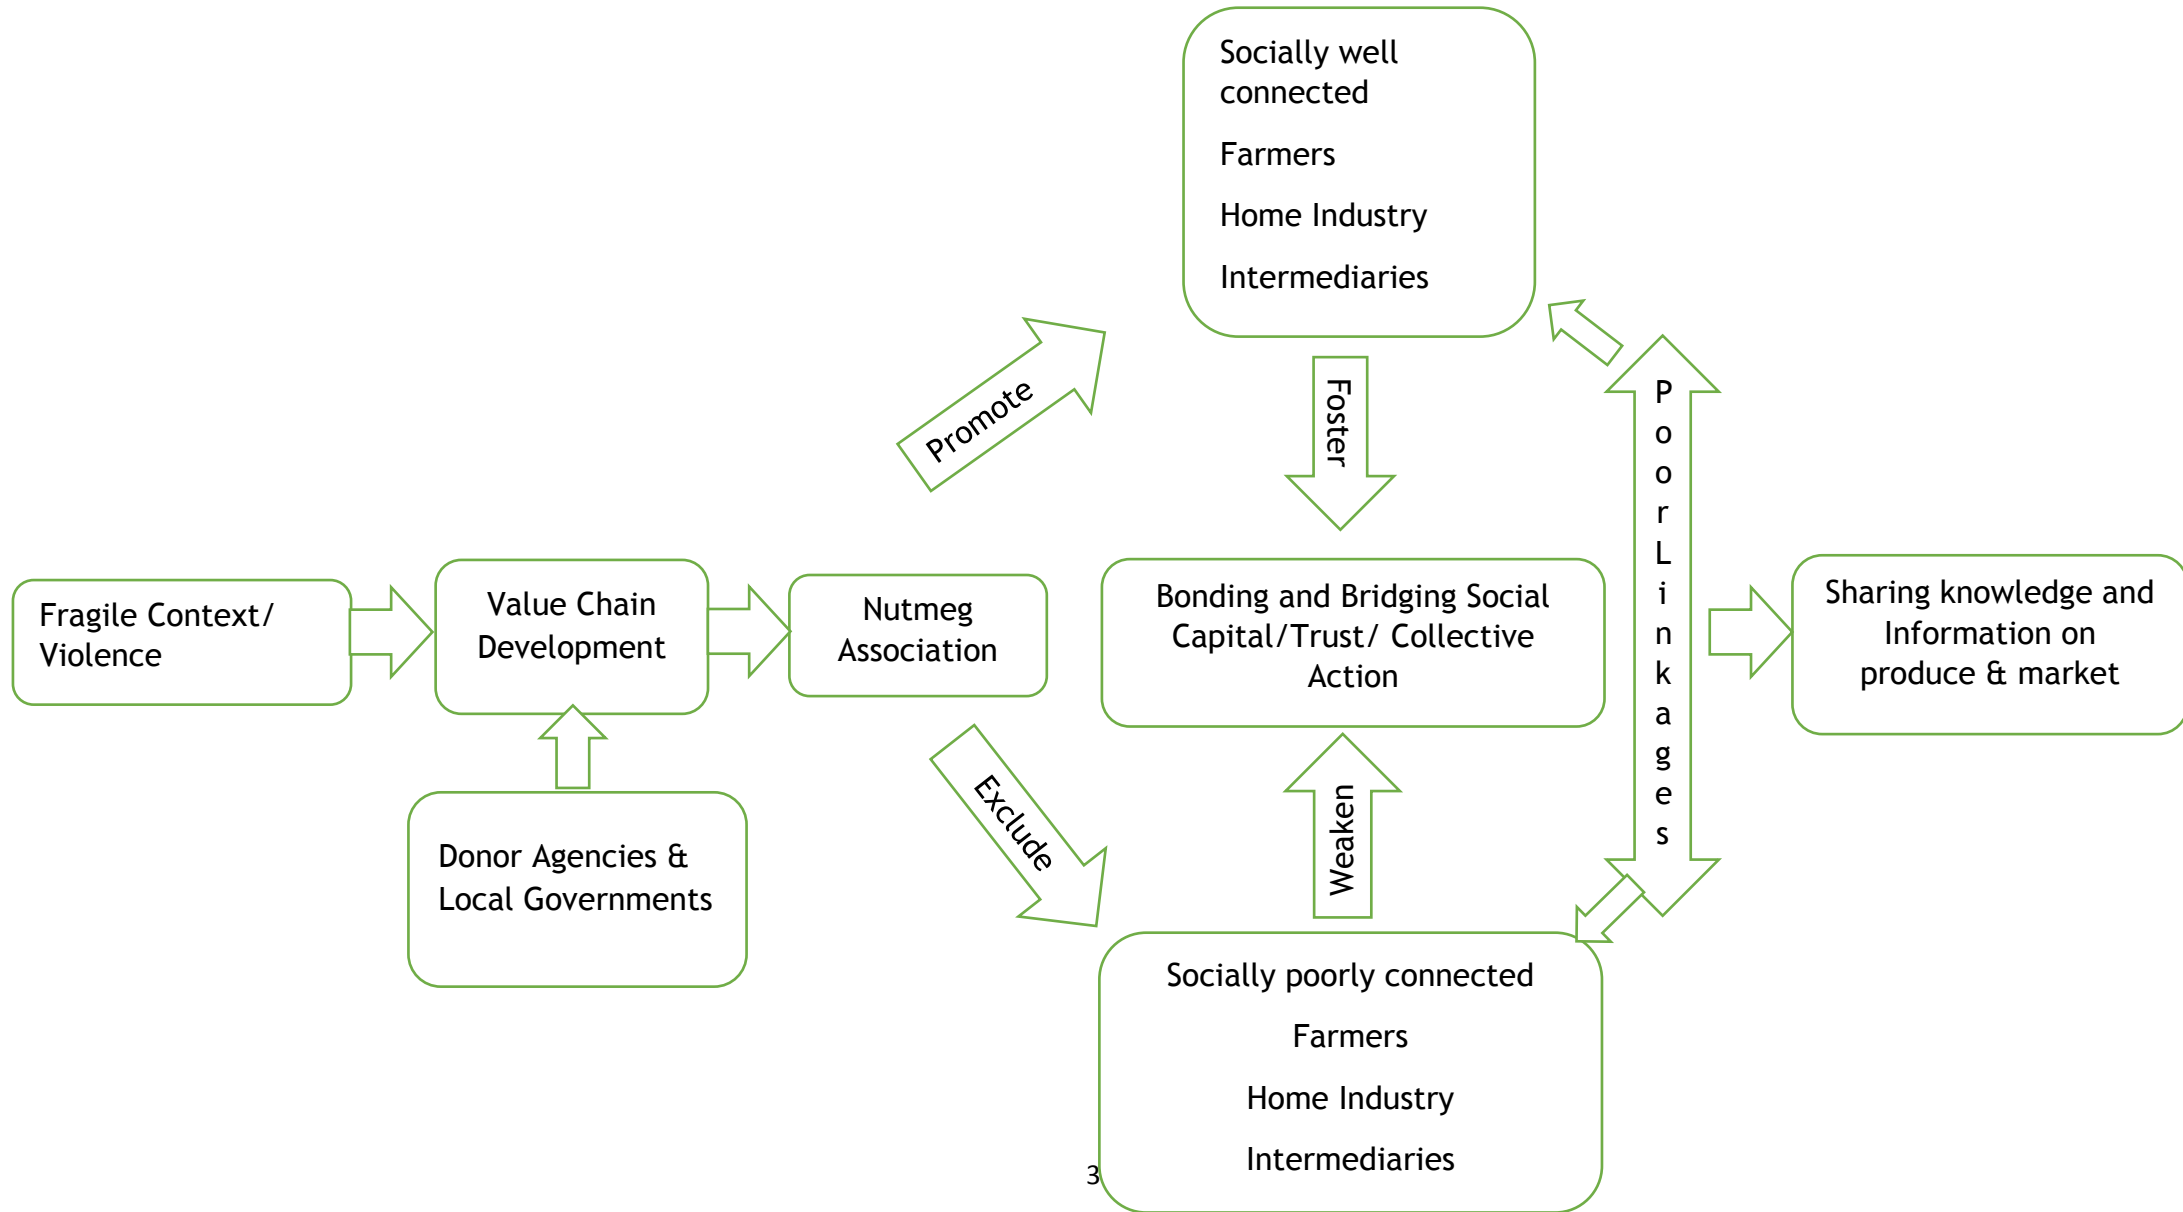 Socially well
connected
Farmers
Home Industry
Intermediaries
Promote
Foster
Poor Linkages
Fragile Context/
Violence
Value Chain
Development
Nutmeg
Association
Bonding and Bridging Social
Capital/Trust/ Collective
Action
Sharing knowledge and
Information on
produce & market
Exclude
Weaken
Donor Agencies &
Local Governments
Socially poorly connected
Farmers
Home Industry
Intermediaries
3